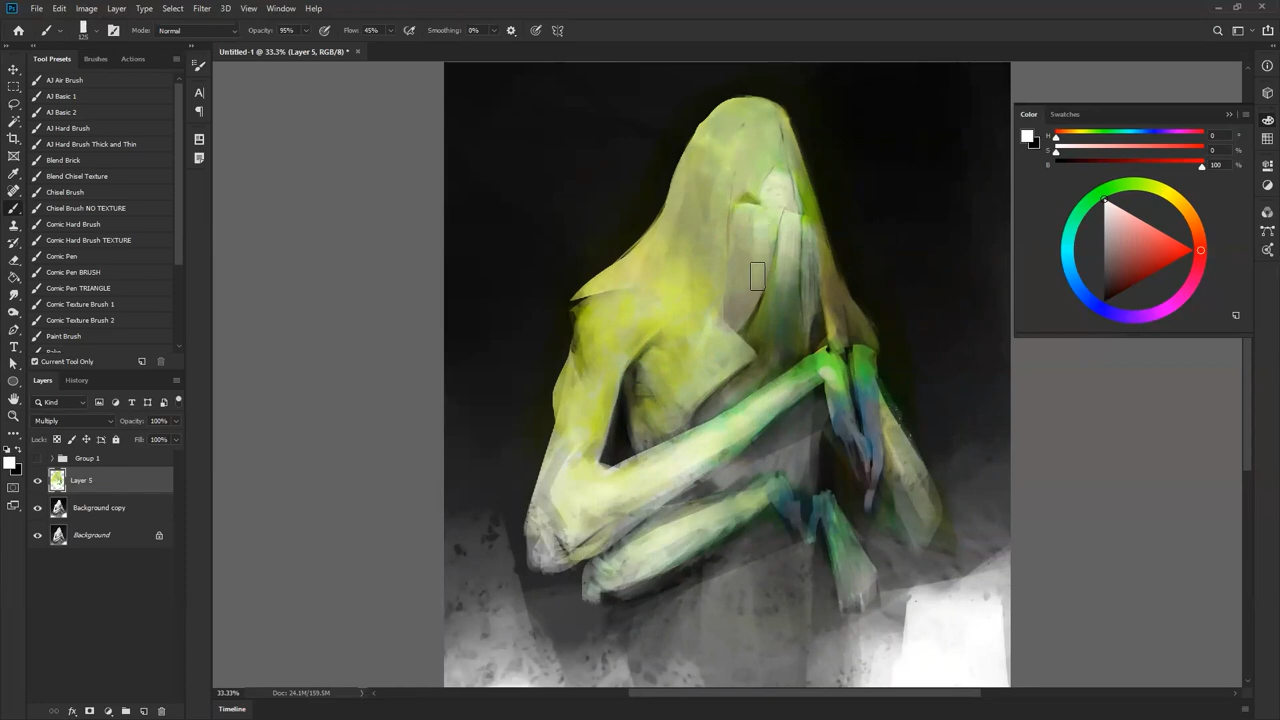 Ps File Edit Image Layer Type Select Filter 3D View Window Help
125 Mode: Normal Opacity: 95% Flow: 45% Smoothing: 0%
Untitled-1 @ 33.3% (Layer 5, RGB/8) * ×
Tool Presets Brushes Actions
AJ Air Brush
AJ Basic 1
AJ Basic 2
AJ Hard Brush
AJ Hard Brush Thick and Thin
Blend Brick
Blend Chisel Texture
Chisel Brush
Chisel Brush NO TEXTURE
Comic Hard Brush
Comic Hard Brush TEXTURE
Comic Pen
Comic Pen BRUSH
Comic Pen TRIANGLE
Comic Texture Brush 1
Comic Texture Brush 2
Paint Brush
Current Tool Only
Layers History
Kind
Multiply Opacity: 100%
Locks: Fill: 100%
Group 1
Layer 5
Background copy
Background
Color Swatches
H 0 °
S 0 %
B 100 %
33.33% Doc: 24.1M/159.5M
Timeline